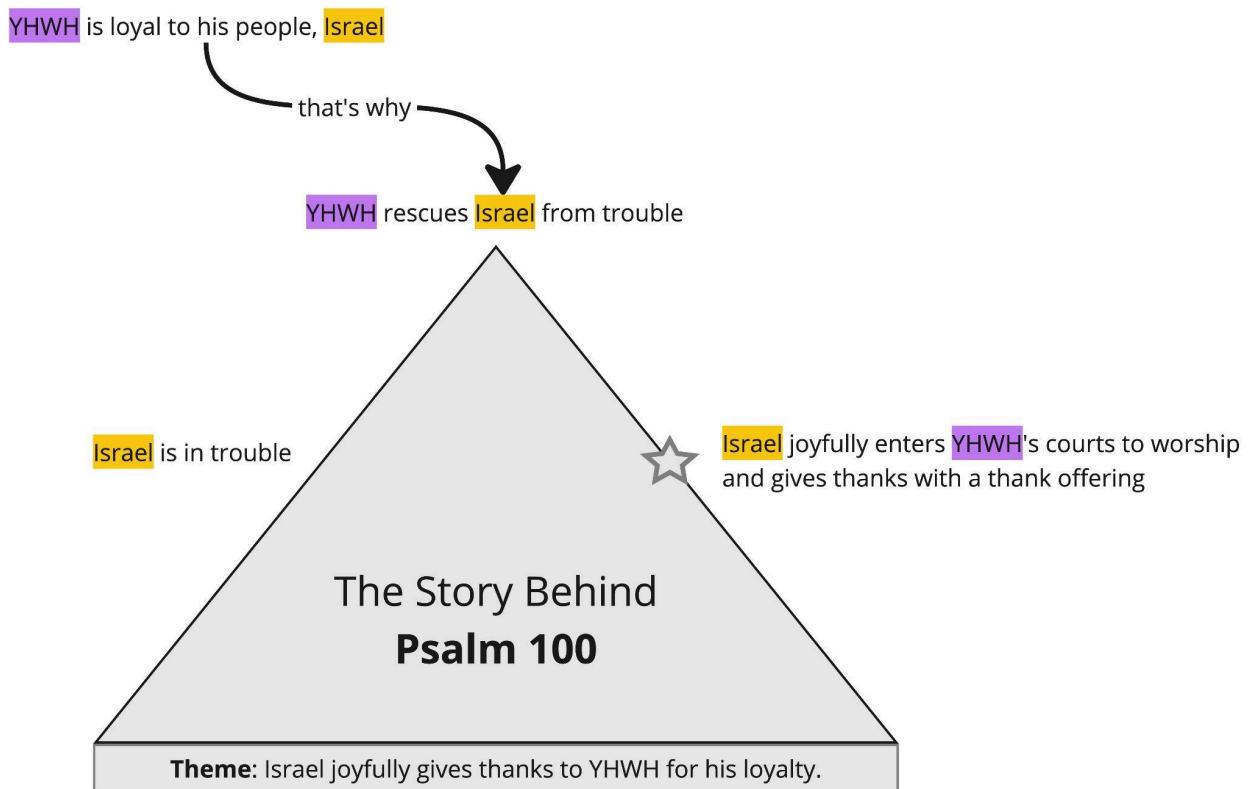 YHWH is loyal to his people, Israel
that's why
YHWH rescues Israel from trouble
Israel is in trouble
Israel joyfully enters YHWH's courts to worship
and gives thanks with a thank offering
The Story Behind
Psalm 100
Theme: Israel joyfully gives thanks to YHWH for his loyalty.